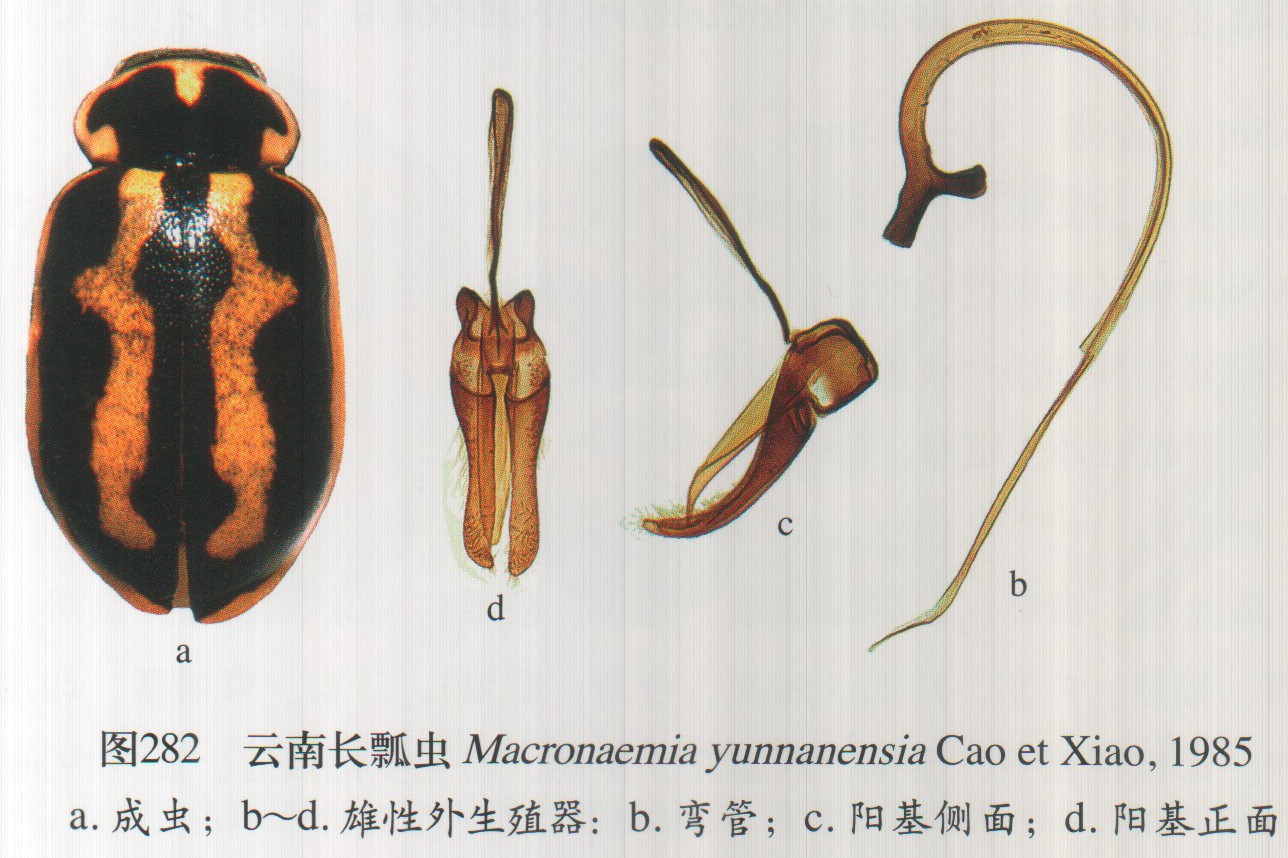 a
d
c
b
图282 云南长瓢虫 Macronaemia yunnanensia Cao et Xiao, 1985
a. 成虫；b~d. 雄性外生殖器：b. 弯管；c. 阳基侧面；d. 阳基正面